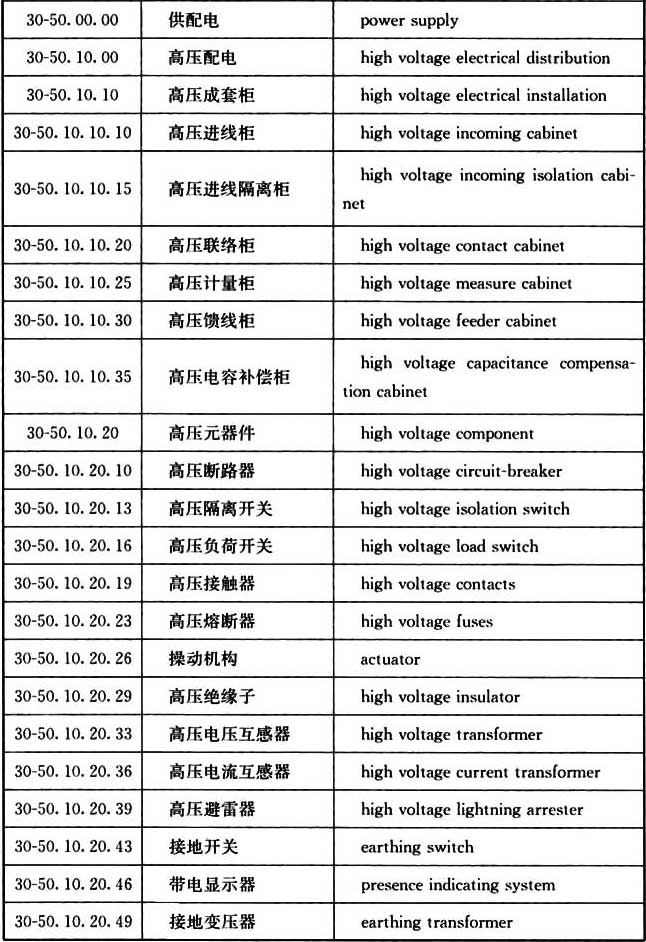 30-50. 00. 00 供配电 power supply
30-50. 10. 00 高压配电 high voltage electrical distribution
30-50. 10. 10 高压成套柜 high voltage electrical installation
30-50. 10. 10. 10 高压进线柜 high voltage incoming cabinet
30-50. 10. 10. 15 高压进线隔离柜 high voltage incoming isolation cabi-
net
30-50. 10. 10. 20 高压联络柜 high voltage contact cabinet
30-50. 10. 10. 25 高压计量柜 high voltage measure cabinet
30-50. 10. 10. 30 高压馈线柜 high voltage feeder cabinet
30-50. 10. 10. 35 高压电容补偿柜 high voltage capacitance compensa-
tion cabinet
30-50. 10. 20 高压元器件 high voltage component
30-50. 10. 20. 10 高压断路器 high voltage circuit-breaker
30-50. 10. 20. 13 高压隔离开关 high voltage isolation switch
30-50. 10. 20. 16 高压负荷开关 high voltage load switch
30-50. 10. 20. 19 高压接触器 high voltage contacts
30-50. 10. 20. 23 高压熔断器 high voltage fuses
30-50. 10. 20. 26 操动机构 actuator
30-50. 10. 20. 29 高压绝缘子 high voltage insulator
30-50. 10. 20. 33 高压电压互感器 high voltage transformer
30-50. 10. 20. 36 高压电流互感器 high voltage current transformer
30-50. 10. 20. 39 高压避雷器 high voltage lightning arrester
30-50. 10. 20. 43 接地开关 earthing switch
30-50. 10. 20. 46 带电显示器 presence indicating system
30-50. 10. 20. 49 接地变压器 earthing transformer